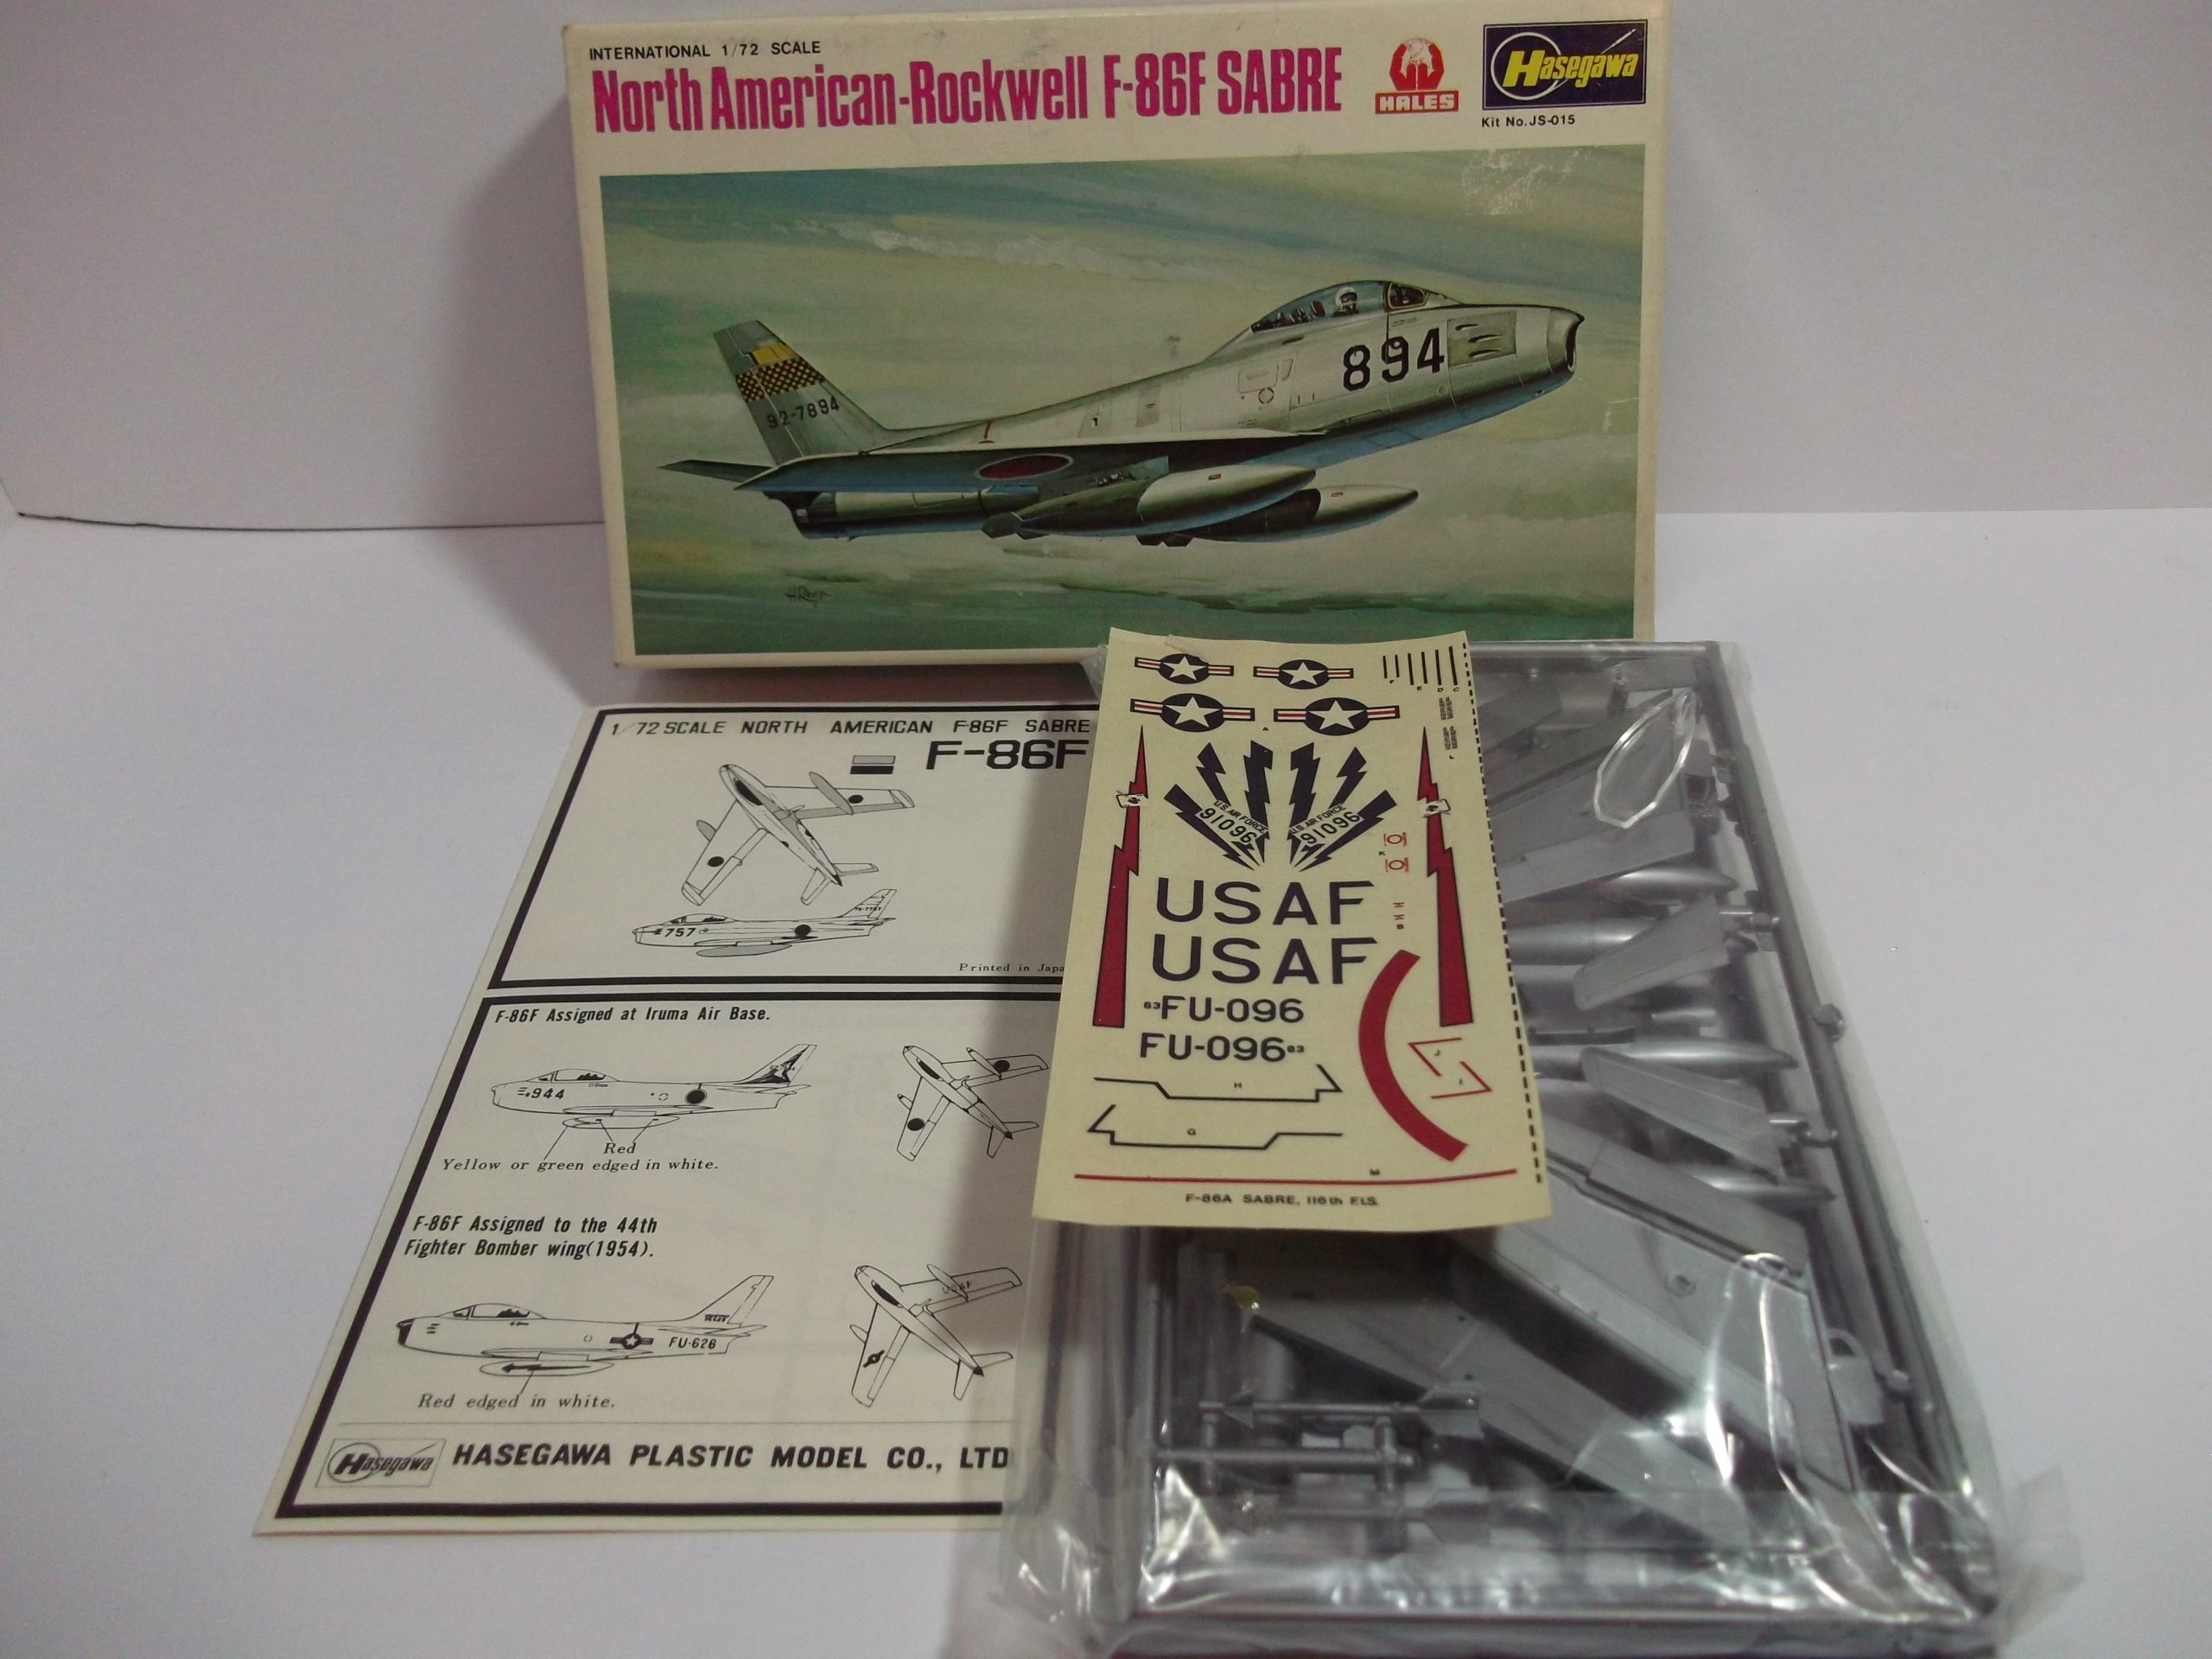 INTERNATIONAL 1/72 SCALE
North American-Rockwell F-86F SABRE
HALES
Hasegawa
Kit No. JS-015
894
92-7894
1/72 SCALE NORTH AMERICAN F-86F SABRE
F-86F
757
Printed in Japa
F-86F Assigned at Iruma Air Base.
944
Red
Yellow or green edged in white.
F-86F Assigned to the 44th
Fighter Bomber wing(1954).
FU-626
Red edged in white.
Hasegawa
HASEGAWA PLASTIC MODEL CO., LTD
A
U.S. AIR FORCE
91096
U.S. AIR FORCE
91096
K
USAF
USAF
63FU-096
FU-096 63
H
G
J
M
F-86A SABRE, 116th F.I.S.